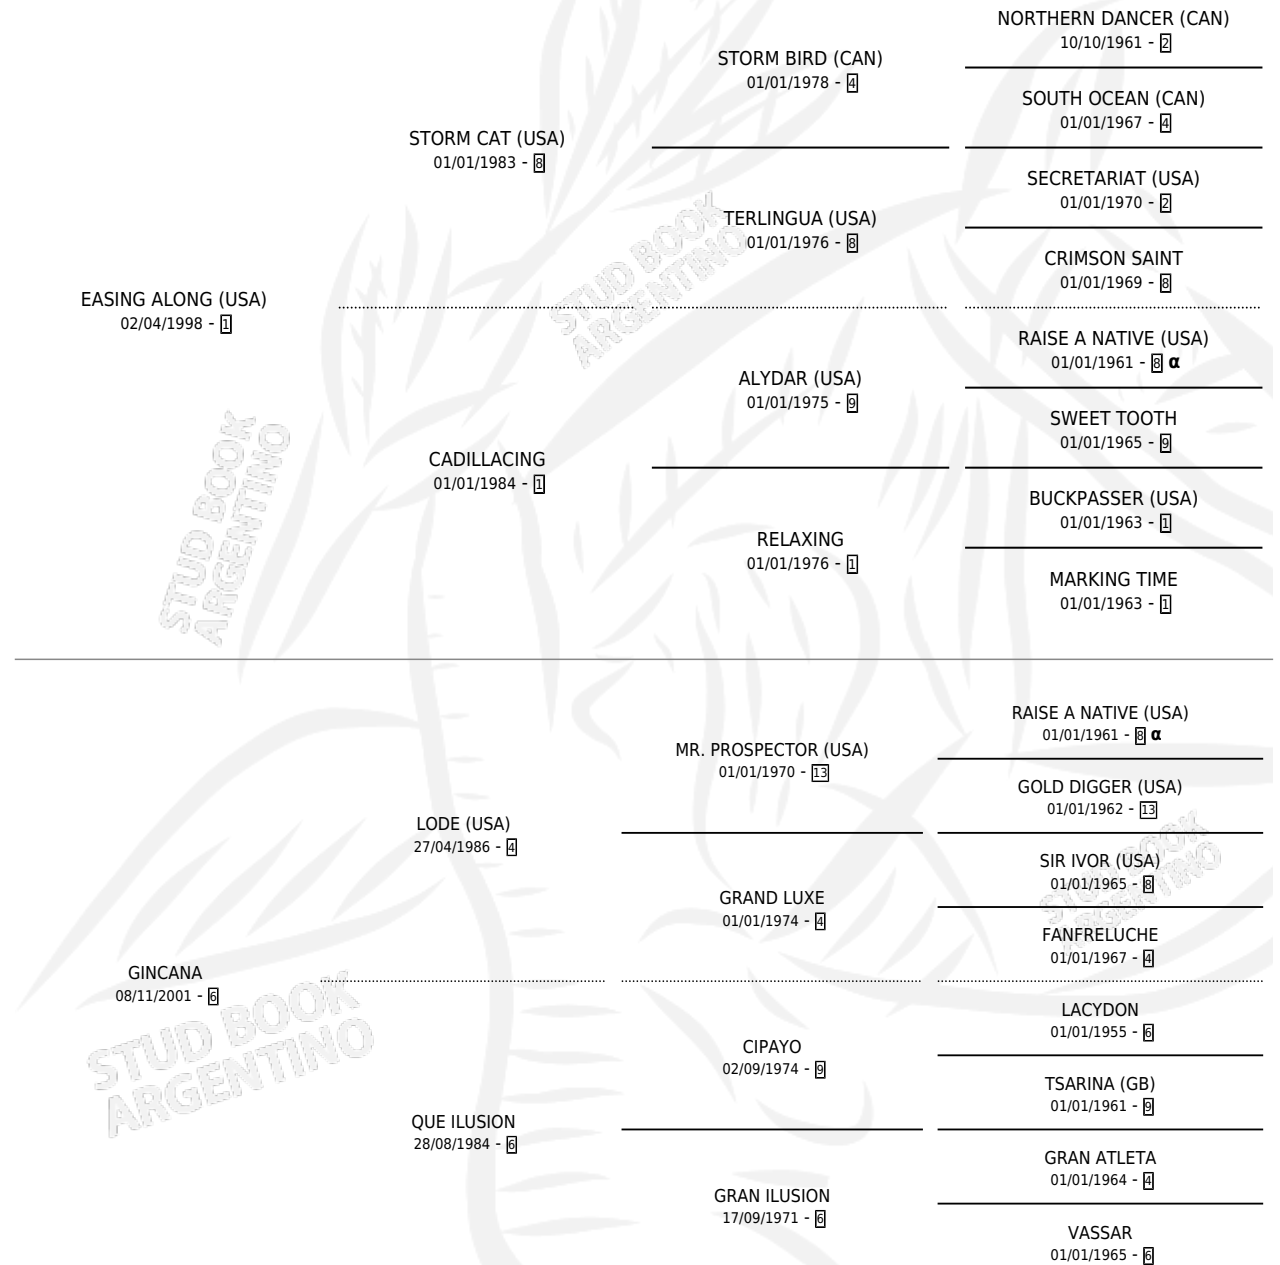 NORTHERN DANCER (CAN)
10/10/1961 - 2
STORM BIRD (CAN)
01/01/1978 - 4
SOUTH OCEAN (CAN)
01/01/1967 - 4
STORM CAT (USA)
01/01/1983 - 8
SECRETARIAT (USA)
01/01/1970 - 2
TERLINGUA (USA)
01/01/1976 - 8
CRIMSON SAINT
01/01/1969 - 8
EASING ALONG (USA)
02/04/1998 - 1
RAISE A NATIVE (USA)
01/01/1961 - 8 α
ALYDAR (USA)
01/01/1975 - 9
SWEET TOOTH
01/01/1965 - 9
CADILLACING
01/01/1984 - 1
BUCKPASSER (USA)
01/01/1963 - 1
RELAXING
01/01/1976 - 1
MARKING TIME
01/01/1963 - 1
RAISE A NATIVE (USA)
01/01/1961 - 8 α
MR. PROSPECTOR (USA)
01/01/1970 - 13
GOLD DIGGER (USA)
01/01/1962 - 13
LODE (USA)
27/04/1986 - 4
SIR IVOR (USA)
01/01/1965 - 8
GRAND LUXE
01/01/1974 - 4
FANFRELUCHE
01/01/1967 - 4
GINCANA
08/11/2001 - 6
LACYDON
01/01/1955 - 6
CIPAYO
02/09/1974 - 9
TSARINA (GB)
01/01/1961 - 9
QUE ILUSION
28/08/1984 - 6
GRAN ATLETA
01/01/1964 - 4
GRAN ILUSION
17/09/1971 - 6
VASSAR
01/01/1965 - 6
STUD BOOK
ARGENTINO
STUD BOOK
ARGENTINO
STUD BOOK
ARGENTINO
STUD BOOK
ARGENTINO